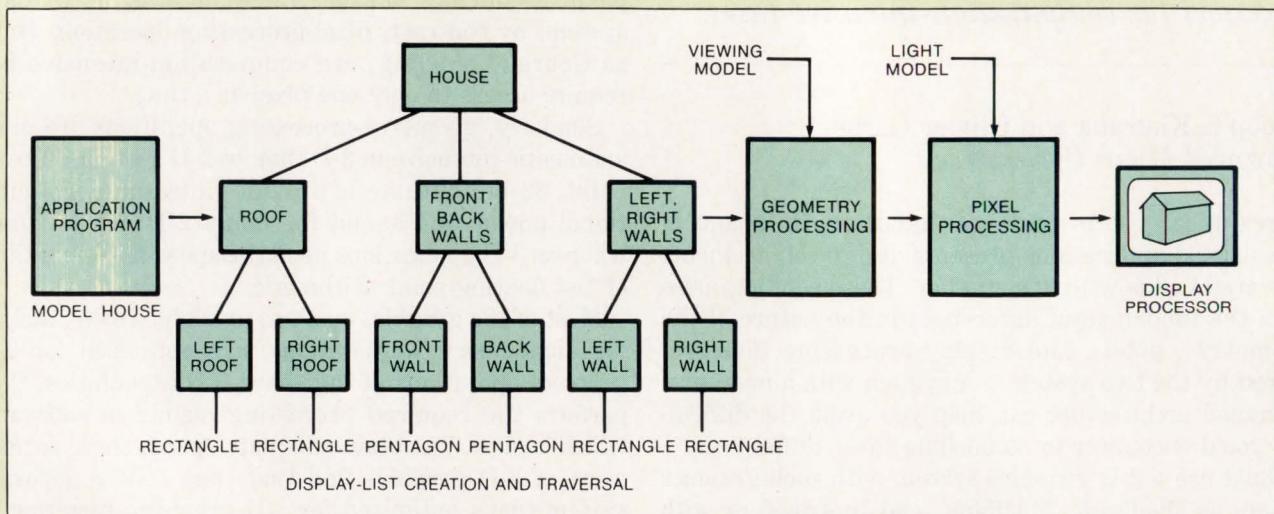 VIEWING
MODEL
LIGHT
MODEL
HOUSE
APPLICATION
PROGRAM
ROOF
FRONT,
BACK
WALLS
LEFT,
RIGHT
WALLS
GEOMETRY
PROCESSING
PIXEL
PROCESSING
DISPLAY
PROCESSOR
MODEL HOUSE
LEFT
ROOF
RIGHT
ROOF
FRONT
WALL
BACK
WALL
LEFT
WALL
RIGHT
WALL
RECTANGLE RECTANGLE PENTAGON PENTAGON RECTANGLE RECTANGLE
DISPLAY-LIST CREATION AND TRAVERSAL